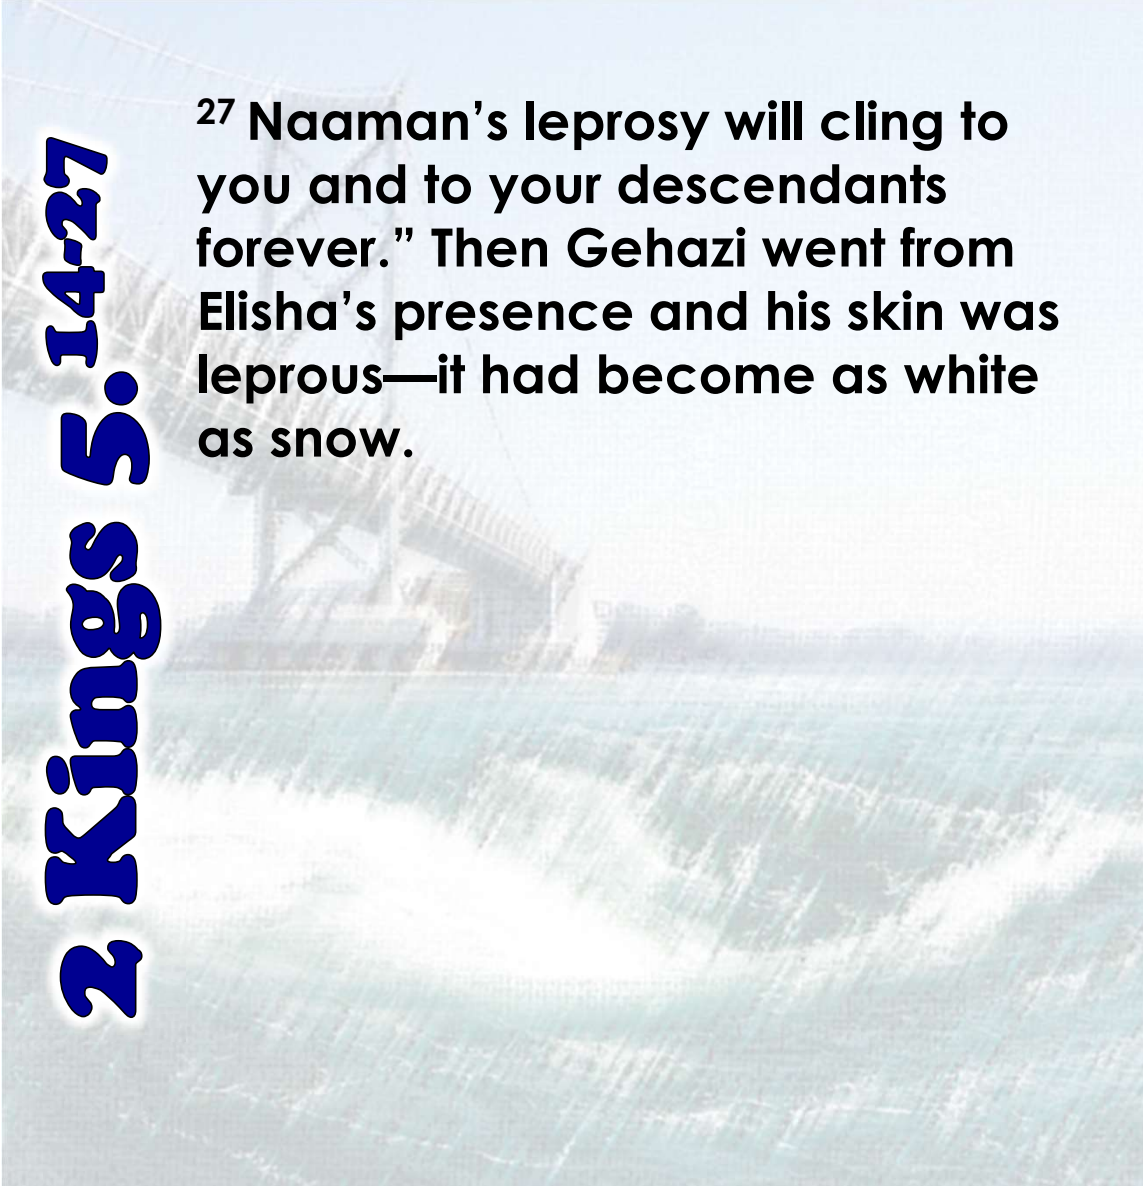 2 Kings 5.14-27
27 Naaman’s leprosy will cling to
you and to your descendants
forever.” Then Gehazi went from
Elisha’s presence and his skin was
leprous—it had become as white
as snow.